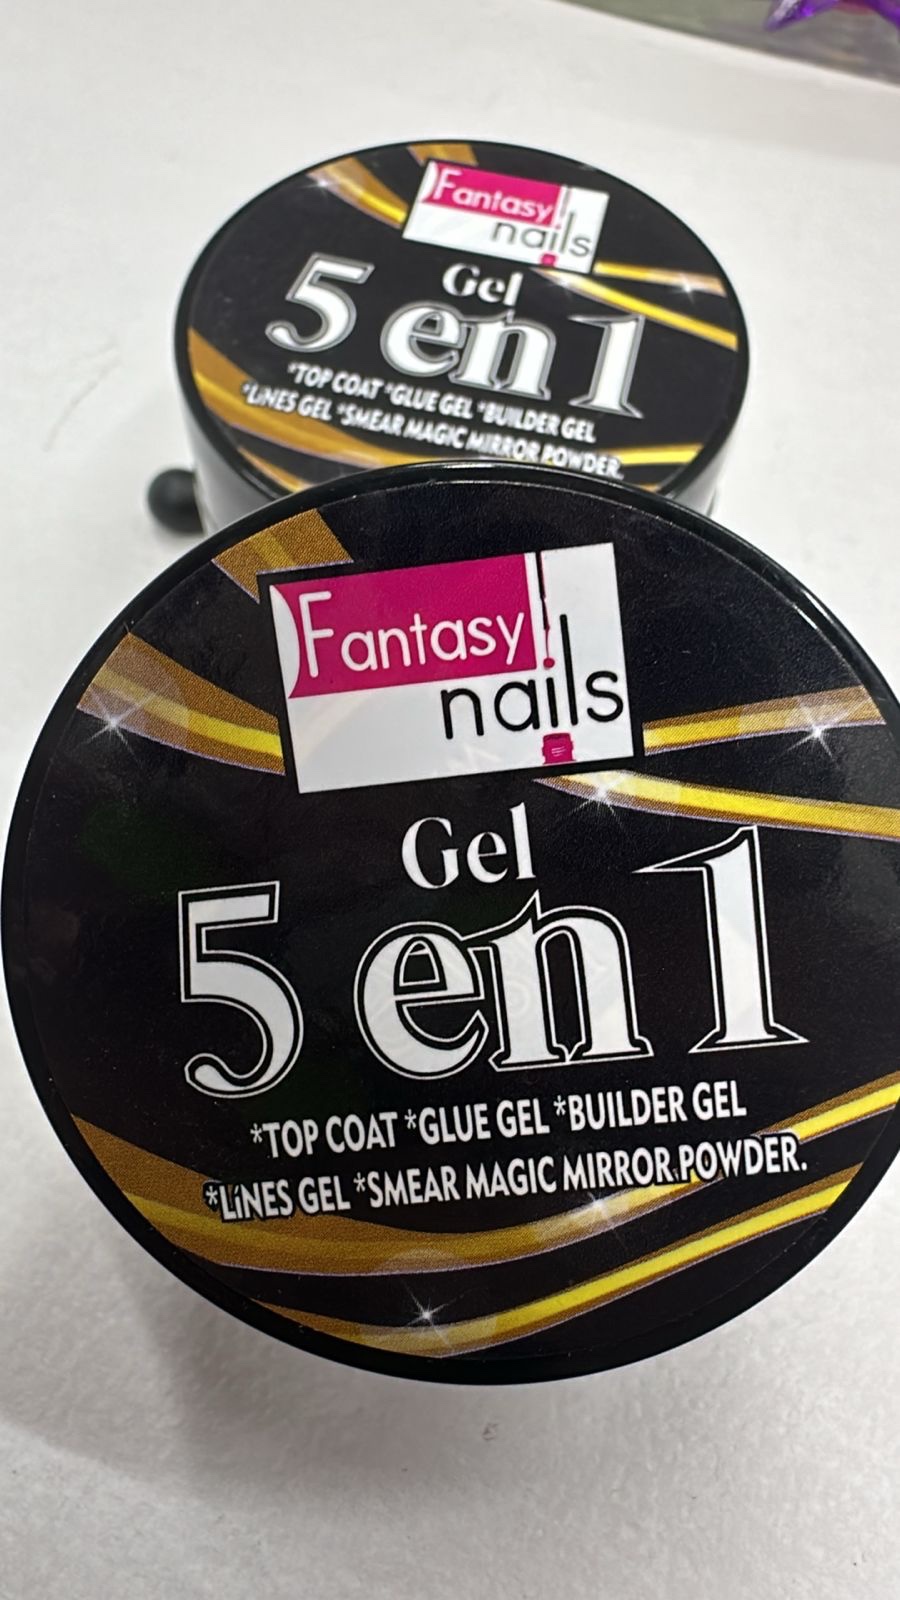 Fantasy
nails
Gel
5 en 1
*TOP COAT *GLUE GEL *BUILDER GEL
*LiNES GEL *SMEAR MAGIC MIRROR POWDER.
Fantasy
nails
Gel
5 en 1
*TOP COAT *GLUE GEL *BUILDER GEL
*LiNES GEL *SMEAR MAGIC MIRROR POWDER.